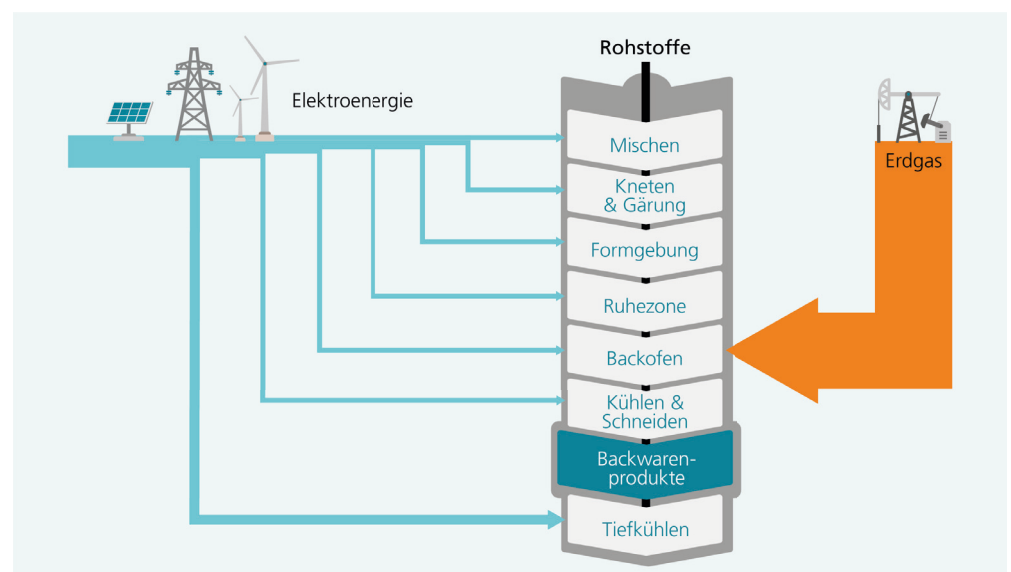 Rohstoffe
Elektroenergie
Erdgas
Mischen
Kneten
& Gärung
Formgebung
Ruhezone
Backofen
Kühlen &
Schneiden
Backwaren-
produkte
Tiefkühlen